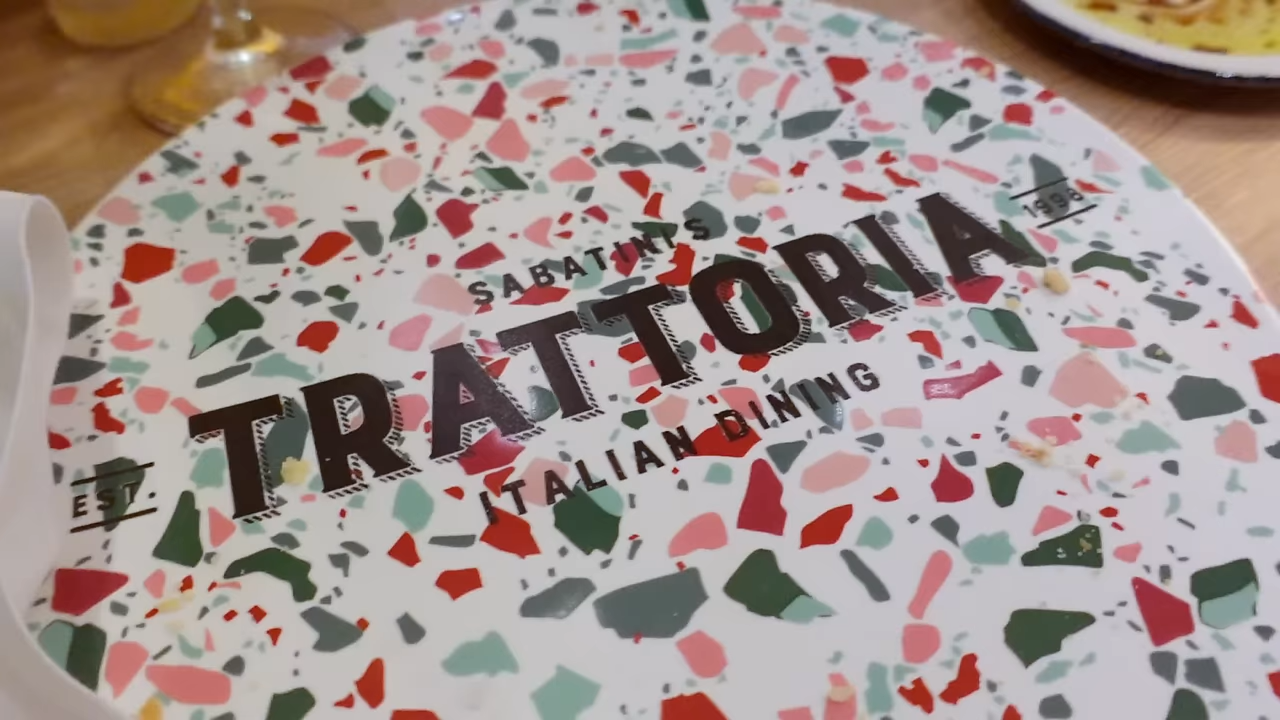 SABATINI'S
TRATTORIA
ITALIAN DINING
EST.
1998